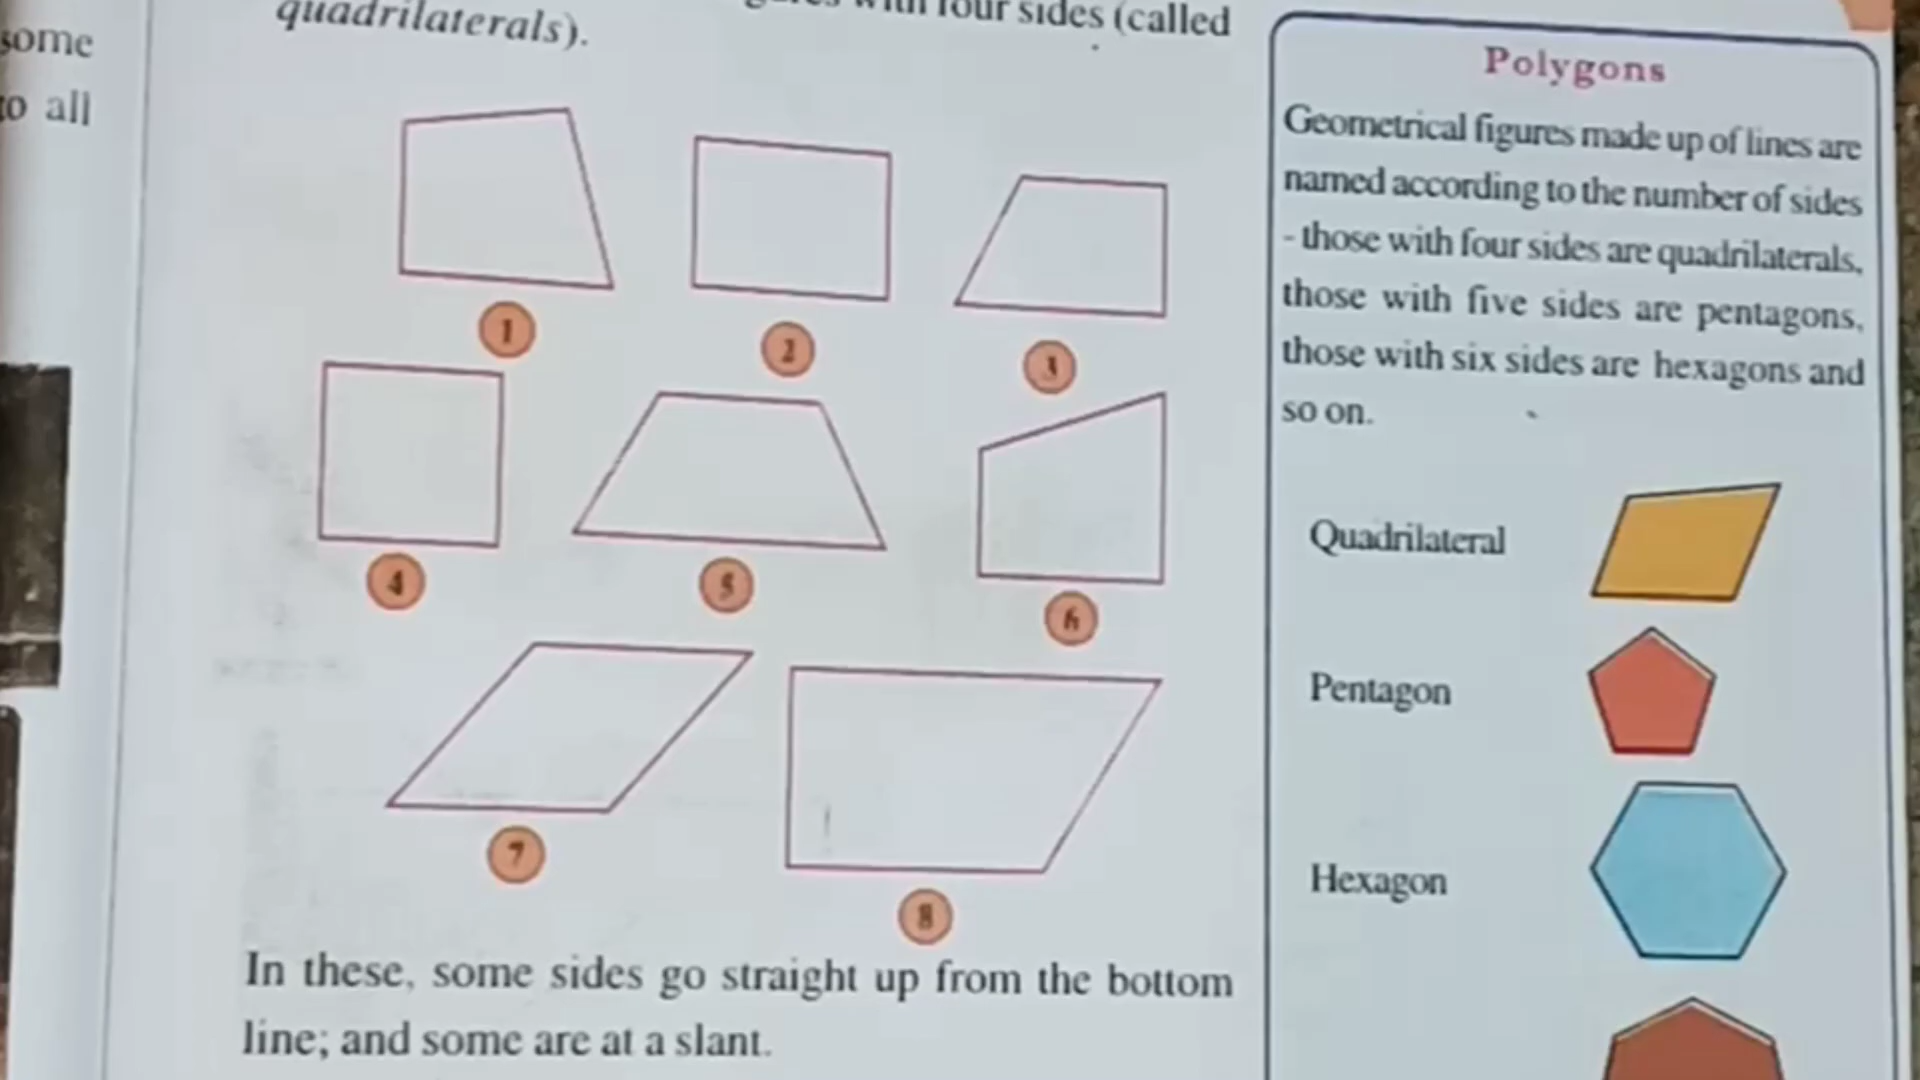 some
to all
with four sides (called
quadrilaterals).
1
2
3
4
5
6
7
8
In these, some sides go straight up from the bottom
line; and some are at a slant.
Polygons
Geometrical figures made up of lines are
named according to the number of sides
- those with four sides are quadrilaterals,
those with five sides are pentagons,
those with six sides are hexagons and
so on.
Quadrilateral
Pentagon
Hexagon